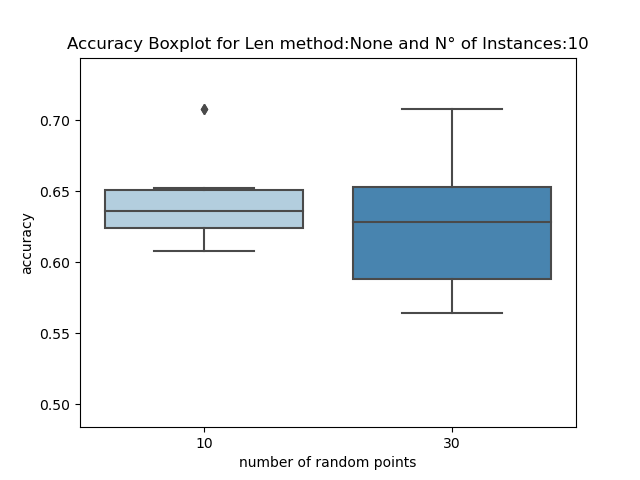 Accuracy Boxplot for Len method:None and N° of Instances:10
0.70
0.65
0.60
0.55
0.50
accuracy
10 30
number of random points